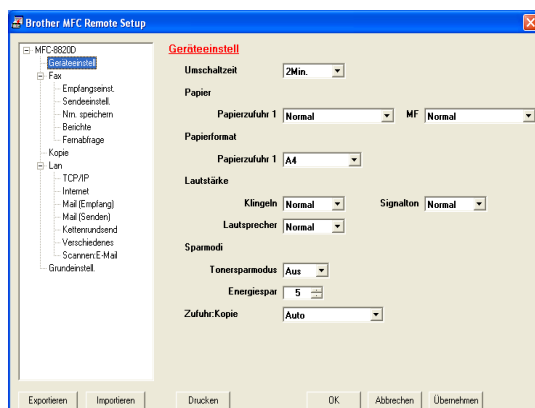 Brother MFC Remote Setup
MFC-8820D
Geräteeinstell
Fax
Empfangseinst.
Sendeeinstell.
Nrn. speichern
Berichte
Fernabfrage
Kopie
Lan
TCP/IP
Internet
Mail (Empfang)
Mail (Senden)
Kettenrundsend
Verschiedenes
Scannen:E-Mail
Grundeinstell.
Geräteeinstell
Umschaltzeit 2Min.
Papier
Papierzufuhr 1 Normal MF Normal
Papierformat
Papierzufuhr 1 A4
Lautstärke
Klingeln Normal Signalton Normal
Lautsprecher Normal
Sparmodi
Tonersparmodus Aus
Energiespar 5
Zufuhr:Kopie Auto
Exportieren Importieren Drucken OK Abbrechen Übernehmen